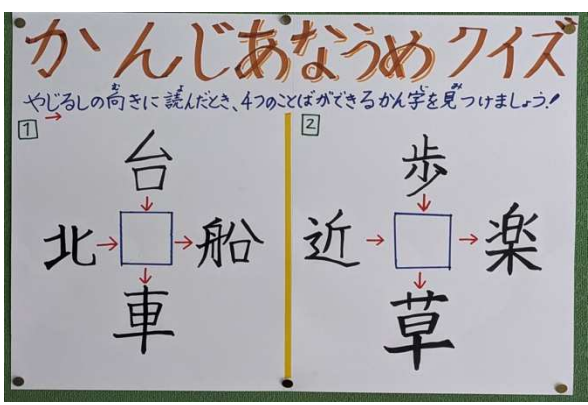 かんじあなうめクイズ
やじるしの向きに読んだとき、4つのことばができるかん字を見つけましょう!
1
台
北 船
車
2
歩
近 楽
草